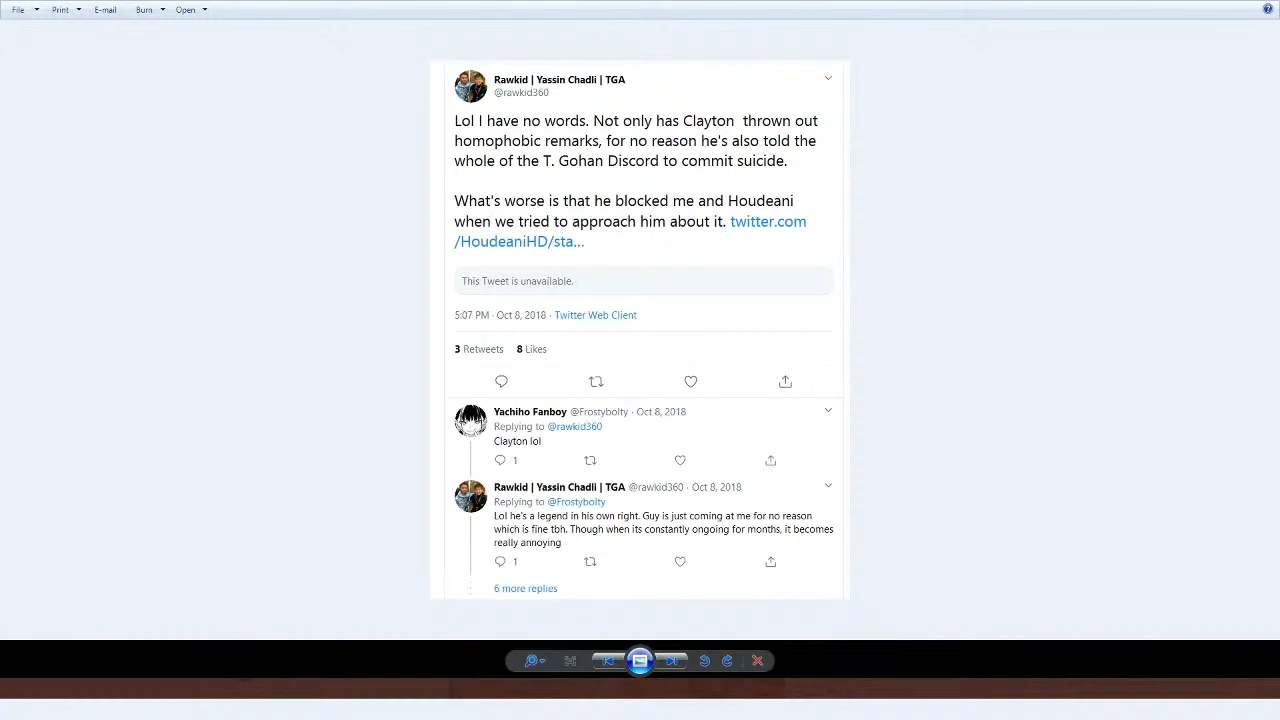 File Print E-mail Burn Open
Rawkid | Yassin Chadli | TGA
@rawkid360
Lol I have no words. Not only has Clayton  thrown out
homophobic remarks, for no reason he's also told the
whole of the T. Gohan Discord to commit suicide.
What's worse is that he blocked me and Houdeani
when we tried to approach him about it. twitter.com
/HoudeaniHD/sta...
This Tweet is unavailable.
5:07 PM · Oct 8, 2018 · Twitter Web Client
3 Retweets 8 Likes
Yachiho Fanboy @Frostybolty · Oct 8, 2018
Replying to @rawkid360
Clayton lol
1
Rawkid | Yassin Chadli | TGA @rawkid360 · Oct 8, 2018
Replying to @Frostybolty
Lol he's a legend in his own right. Guy is just coming at me for no reason
which is fine tbh. Though when its constantly ongoing for months, it becomes
really annoying
1
6 more replies